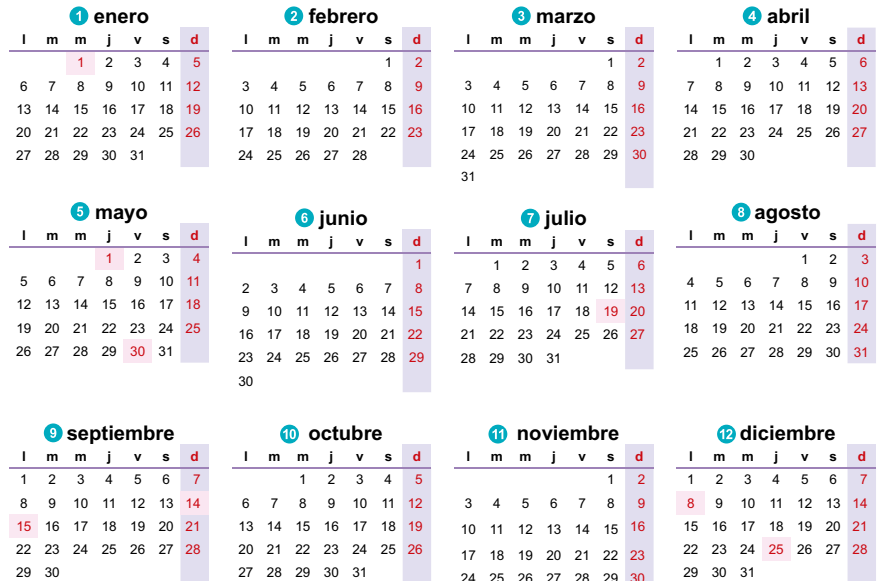 1 enero
l m m j v s d
1 2 3 4 5
6 7 8 9 10 11 12
13 14 15 16 17 18 19
20 21 22 23 24 25 26
27 28 29 30 31
2 febrero
l m m j v s d
1 2
3 4 5 6 7 8 9
10 11 12 13 14 15 16
17 18 19 20 21 22 23
24 25 26 27 28
3 marzo
l m m j v s d
1 2
3 4 5 6 7 8 9
10 11 12 13 14 15 16
17 18 19 20 21 22 23
24 25 26 27 28 29 30
31
4 abril
l m m j v s d
1 2 3 4 5 6
7 8 9 10 11 12 13
14 15 16 17 18 19 20
21 22 23 24 25 26 27
28 29 30
5 mayo
l m m j v s d
1 2 3 4
5 6 7 8 9 10 11
12 13 14 15 16 17 18
19 20 21 22 23 24 25
26 27 28 29 30 31
6 junio
l m m j v s d
1
2 3 4 5 6 7 8
9 10 11 12 13 14 15
16 17 18 19 20 21 22
23 24 25 26 27 28 29
30
7 julio
l m m j v s d
1 2 3 4 5 6
7 8 9 10 11 12 13
14 15 16 17 18 19 20
21 22 23 24 25 26 27
28 29 30 31
8 agosto
l m m j v s d
1 2 3
4 5 6 7 8 9 10
11 12 13 14 15 16 17
18 19 20 21 22 23 24
25 26 27 28 29 30 31
9 septiembre
l m m j v s d
1 2 3 4 5 6 7
8 9 10 11 12 13 14
15 16 17 18 19 20 21
22 23 24 25 26 27 28
29 30
10 octubre
l m m j v s d
1 2 3 4 5
6 7 8 9 10 11 12
13 14 15 16 17 18 19
20 21 22 23 24 25 26
27 28 29 30 31
11 noviembre
l m m j v s d
1 2
3 4 5 6 7 8 9
10 11 12 13 14 15 16
17 18 19 20 21 22 23
24 25 26 27 28 29 30
12 diciembre
l m m j v s d
1 2 3 4 5 6 7
8 9 10 11 12 13 14
15 16 17 18 19 20 21
22 23 24 25 26 27 28
29 30 31